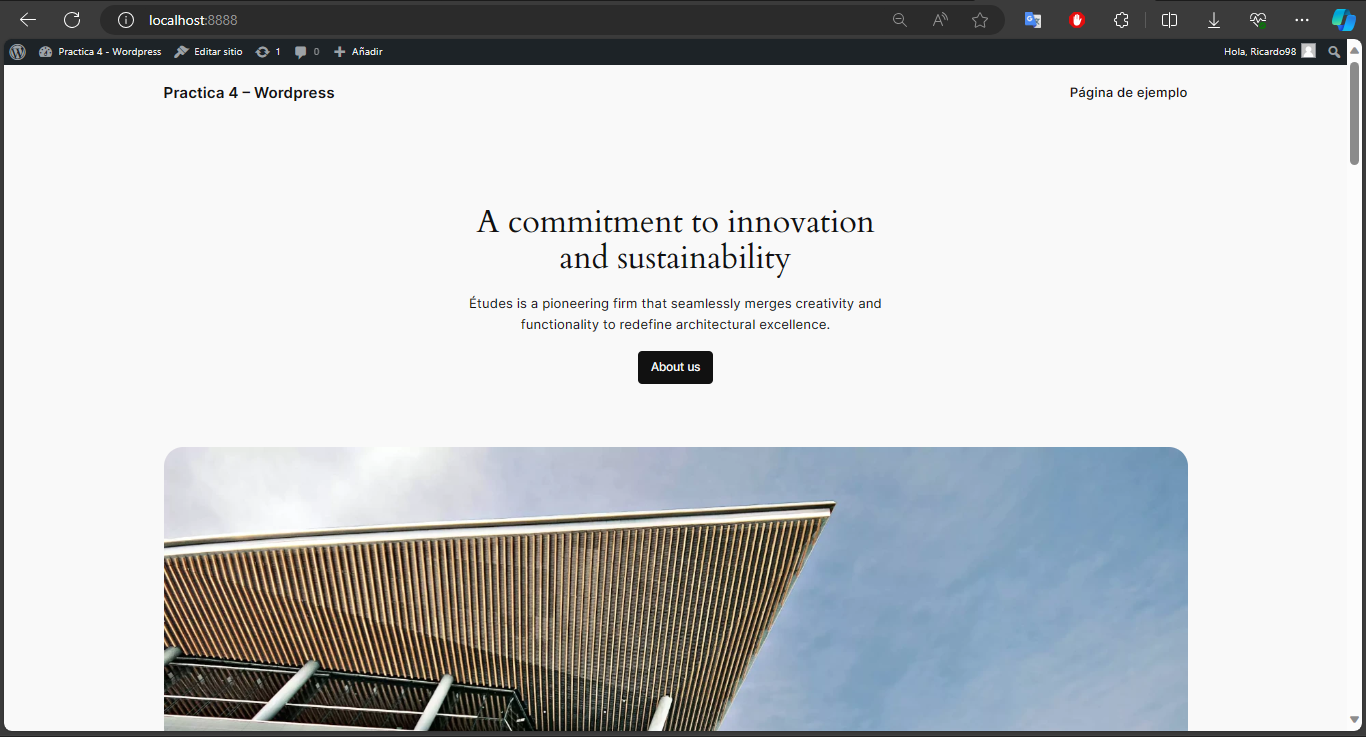 localhost:8888
Practica 4 - Wordpress Editar sitio 1 0 Añadir Hola, Ricardo98
Practica 4 – Wordpress Página de ejemplo
A commitment to innovation
and sustainability
Études is a pioneering firm that seamlessly merges creativity and
functionality to redefine architectural excellence.
About us